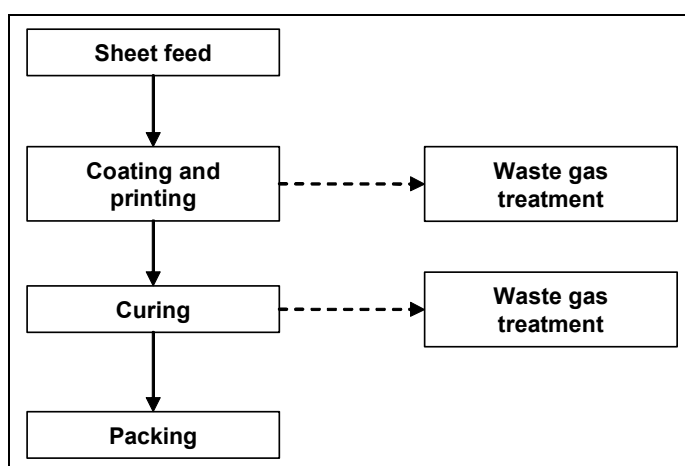 Sheet feed
Coating and
printing
Waste gas
treatment
Curing
Waste gas
treatment
Packing